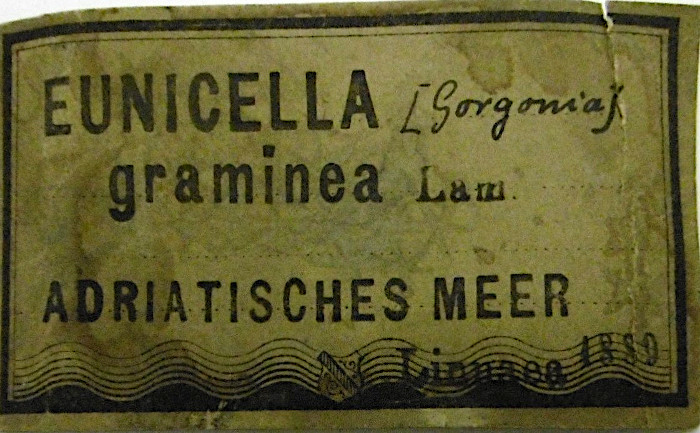 EUNICELLA [Gorgonia]
graminea Lam.
ADRIATISCHES MEER
Linnaea 1889